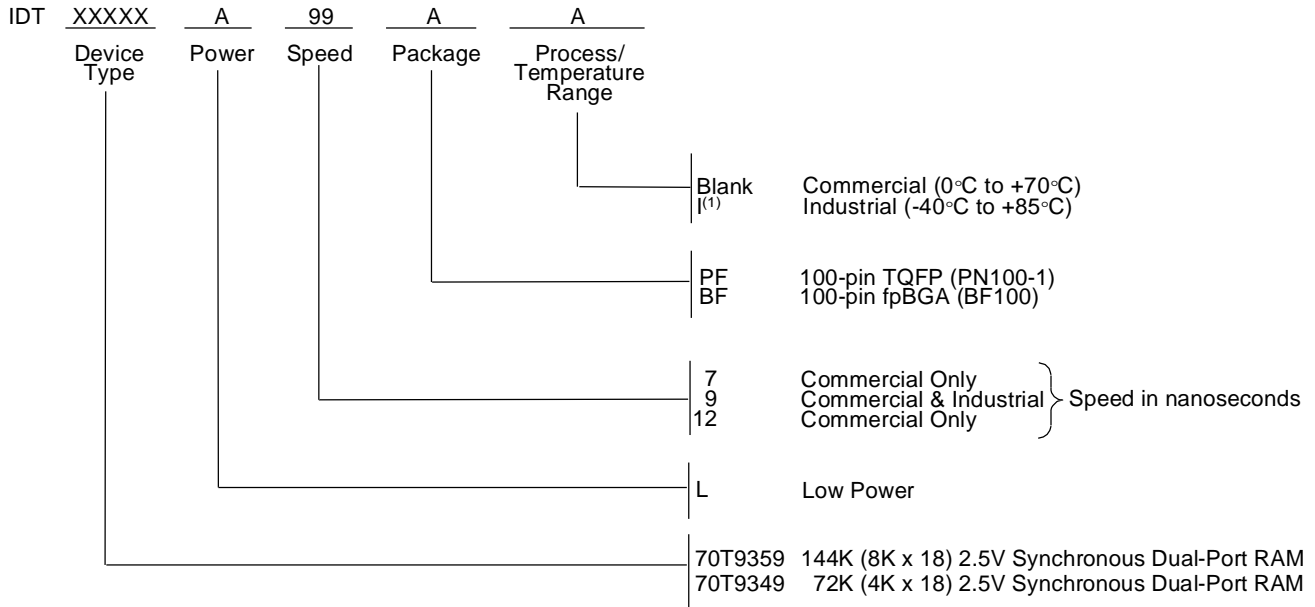 IDT XXXXX A 99 A A
Device Type Power Speed Package Process/ Temperature Range
Blank Commercial (0°C to +70°C)
I(1) Industrial (-40°C to +85°C)
PF 100-pin TQFP (PN100-1)
BF 100-pin fpBGA (BF100)
7 Commercial Only
9 Commercial & Industrial Speed in nanoseconds
12 Commercial Only
L Low Power
70T9359 144K (8K x 18) 2.5V Synchronous Dual-Port RAM
70T9349 72K (4K x 18) 2.5V Synchronous Dual-Port RAM